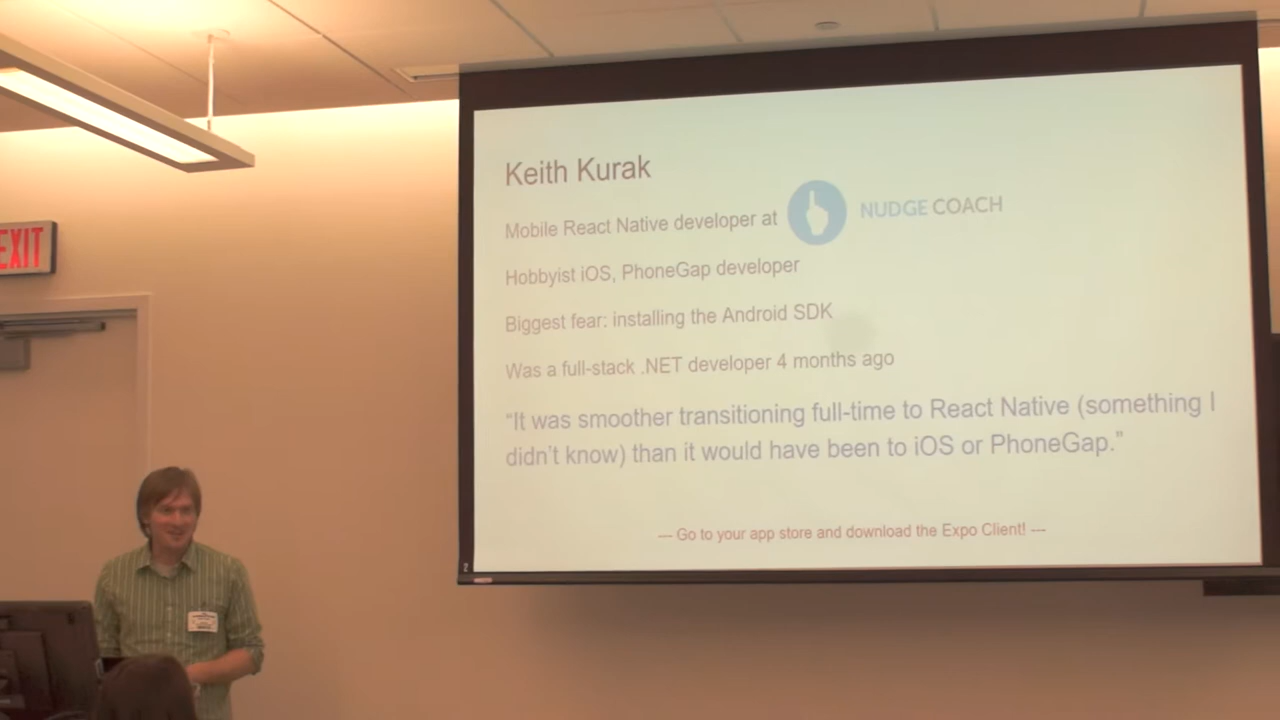 Keith Kurak
Mobile React Native developer at NUDGE COACH
Hobbyist iOS, PhoneGap developer
Biggest fear: installing the Android SDK
Was a full-stack .NET developer 4 months ago
“It was smoother transitioning full-time to React Native (something I
didn’t know) than it would have been to iOS or PhoneGap.”
--- Go to your app store and download the Expo Client! ---
EXIT